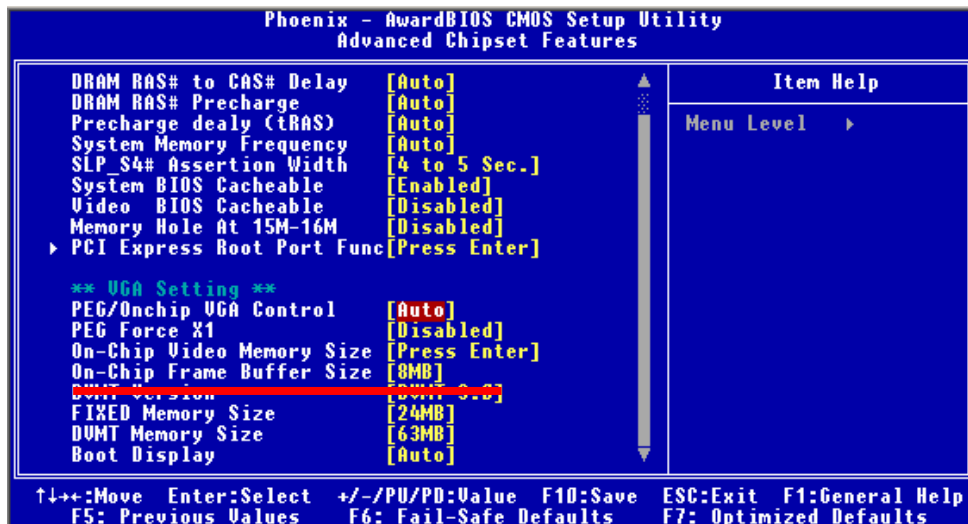 Phoenix - AwardBIOS CMOS Setup Utility
Advanced Chipset Features
DRAM RAS# to CAS# Delay [Auto]
DRAM RAS# Precharge [Auto]
Precharge dealy (tRAS) [Auto]
System Memory Frequency [Auto]
SLP_S4# Assertion Width [4 to 5 Sec.]
System BIOS Cacheable [Enabled]
Video BIOS Cacheable [Disabled]
Memory Hole At 15M-16M [Disabled]
PCI Express Root Port Func[Press Enter]
** VGA Setting **
PEG/Onchip VGA Control [Auto]
PEG Force X1 [Disabled]
On-Chip Video Memory Size [Press Enter]
On-Chip Frame Buffer Size [8MB]
DVMT Version [DVMT 3.0]
FIXED Memory Size [24MB]
DVMT Memory Size [63MB]
Boot Display [Auto]
Item Help
Menu Level ▸
↑↓→←:Move Enter:Select +/-/PU/PD:Value F10:Save ESC:Exit F1:General Help
F5: Previous Values F6: Fail-Safe Defaults F7: Optimized Defaults